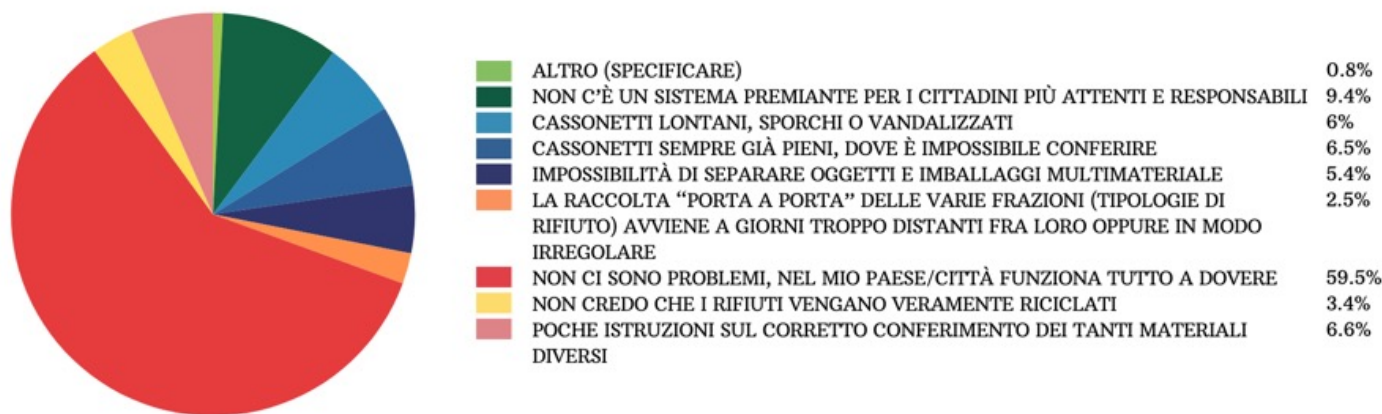 ALTRO (SPECIFICARE) 0.8%
NON C'È UN SISTEMA PREMIANTE PER I CITTADINI PIÙ ATTENTI E RESPONSABILI 9.4%
CASSONETTI LONTANI, SPORCHI O VANDALIZZATI 6%
CASSONETTI SEMPRE GIÀ PIENI, DOVE È IMPOSSIBILE CONFERIRE 6.5%
IMPOSSIBILITÀ DI SEPARARE OGGETTI E IMBALLAGGI MULTIMATERIALE 5.4%
LA RACCOLTA “PORTA A PORTA” DELLE VARIE FRAZIONI (TIPOLOGIE DI 2.5%
RIFIUTO) AVVIENE A GIORNI TROPPO DISTANTI FRA LORO OPPURE IN MODO
IRREGOLARE
NON CI SONO PROBLEMI, NEL MIO PAESE/CITTÀ FUNZIONA TUTTO A DOVERE 59.5%
NON CREDO CHE I RIFIUTI VENGANO VERAMENTE RICICLATI 3.4%
POCHE ISTRUZIONI SUL CORRETTO CONFERIMENTO DEI TANTI MATERIALI 6.6%
DIVERSI